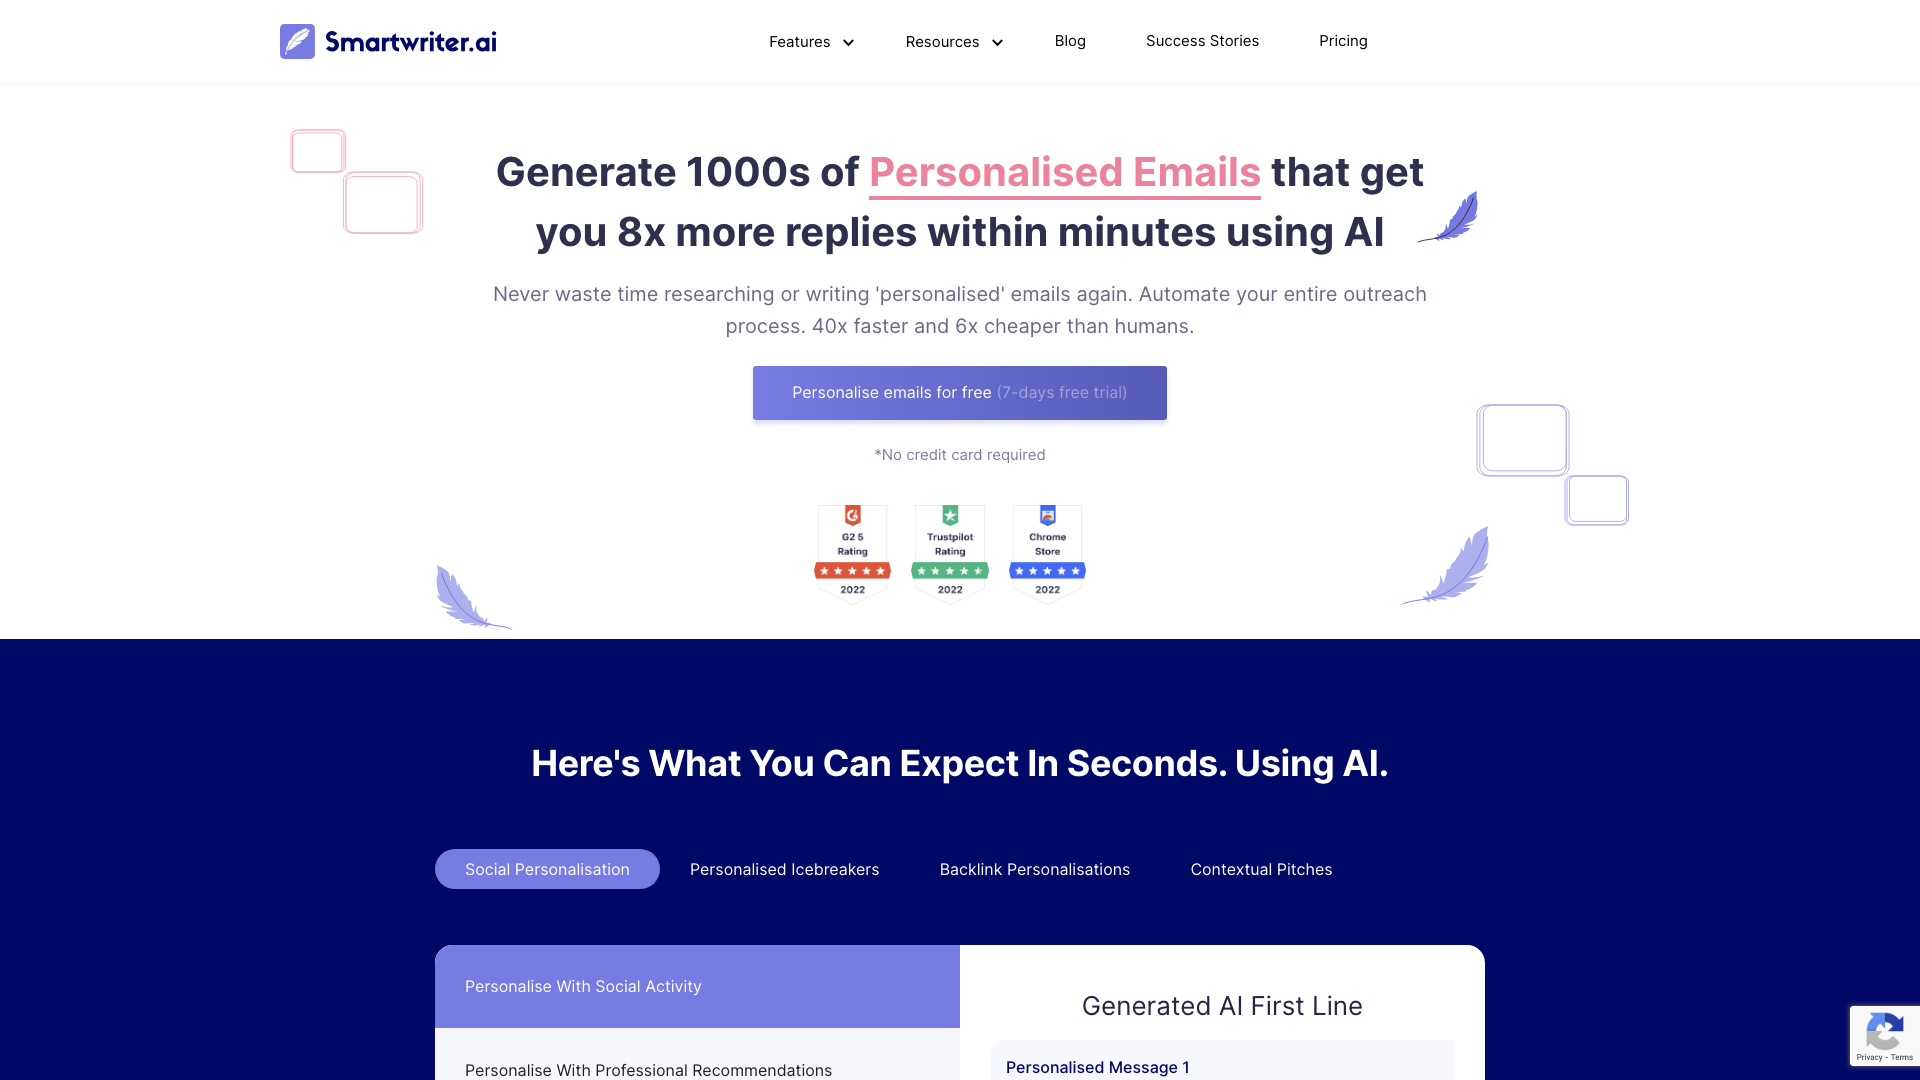 Smartwriter.ai
Features
Resources
Blog
Success Stories
Pricing
Generate 1000s of Personalised Emails that get
you 8x more replies within minutes using AI
Never waste time researching or writing 'personalised' emails again. Automate your entire outreach
process. 40x faster and 6x cheaper than humans.
Personalise emails for free (7-days free trial)
*No credit card required
G2 5
Rating
2022
Trustpilot
Rating
2022
Chrome
Store
2022
Here's What You Can Expect In Seconds. Using AI.
Social Personalisation
Personalised Icebreakers
Backlink Personalisations
Contextual Pitches
Personalise With Social Activity
Personalise With Professional Recommendations
Generated AI First Line
Personalised Message 1
Privacy - Terms